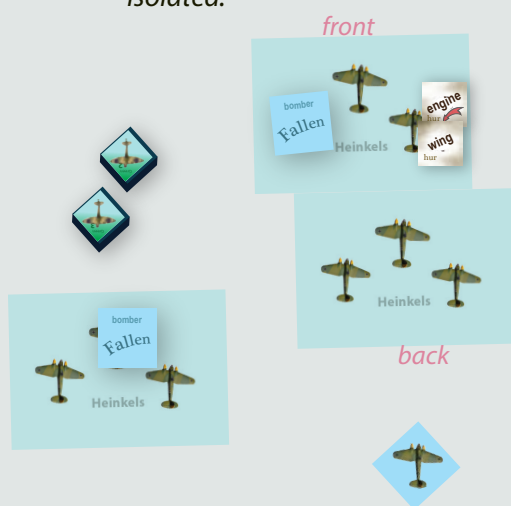 isolated.
front
bomber
Fallen
engine
hur
wing
hur
Heinkels
Heinkels
back
bomber
Fallen
Heinkels